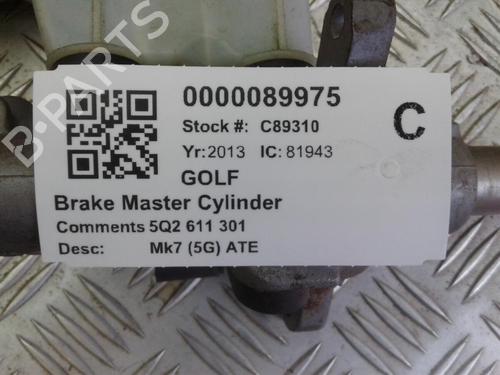 0000089975
Stock #: C89310
C
Yr:2013 IC: 81943
GOLF
Brake Master Cylinder
Comments 5Q2 611 301
Desc: Mk7 (5G) ATE
B-PARTS